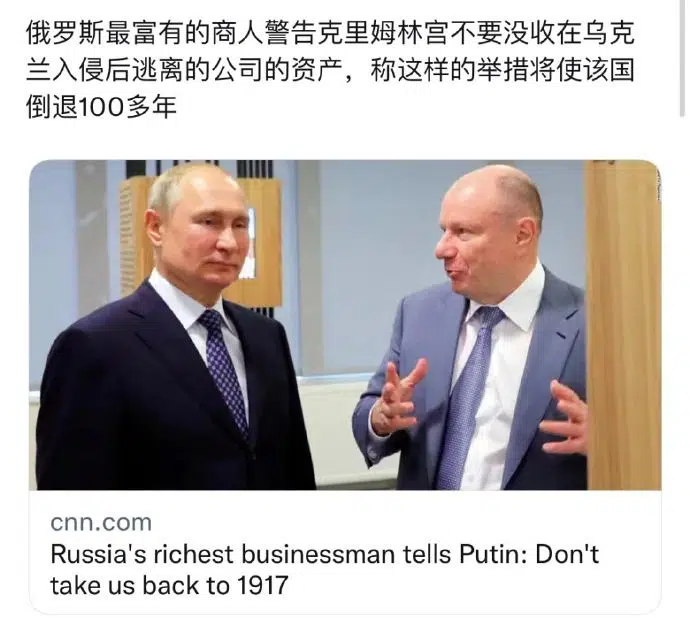 俄罗斯最富有的商人警告克里姆林宫不要没收在乌克
兰入侵后逃离的公司的资产，称这样的举措将使该国
倒退100多年
cnn.com
Russia's richest businessman tells Putin: Don't
take us back to 1917